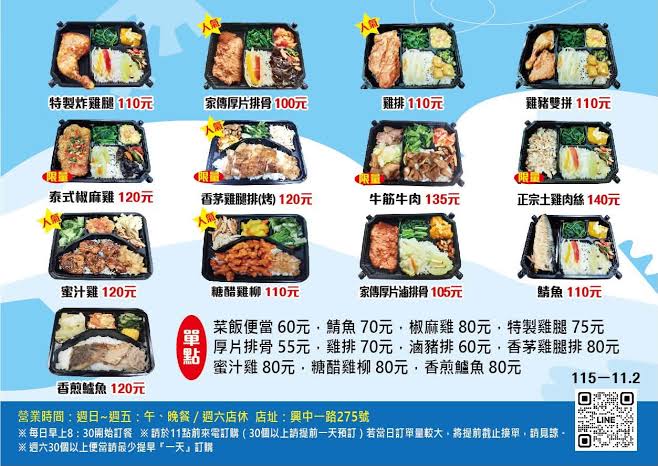 人氣
人氣
特製炸雞腿 110元
家傳厚片排骨 100元
雞排 110元
雞豬雙拼 110元
限量
人氣
限量
限量
泰式椒麻雞 120元
香茅雞腿排(烤) 120元
牛筋牛肉 135元
正宗土雞肉絲 140元
人氣
人氣
蜜汁雞 120元
糖醋雞柳 110元
家傳厚片滷排骨 105元
鯖魚 110元
香煎鱸魚 120元
單點
菜飯便當 60元，鯖魚 70元，椒麻雞 80元，特製雞腿 75元
厚片排骨 55元，雞排 70元，滷豬排 60元，香茅雞腿排 80元
蜜汁雞 80元，糖醋雞柳 80元，香煎鱸魚 80元
115－11.2
LINE
營業時間：週日~週五：午、晚餐 / 週六店休 店址：興中一路275號
※ 每日早上8：30開始訂餐 ※ 請於11點前來電訂購（30個以上請提前一天預訂）若當日訂單量較大，將提前截止接單，請見諒。
※ 週六30個以上便當請最少提早『一天』訂購